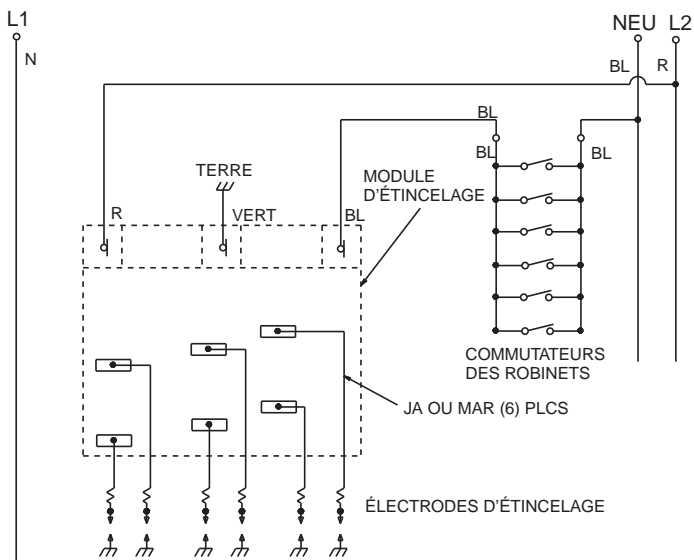 L1
NEU L2
N
BL
R
BL
BL
BL
TERRE
MODULE
D'ÉTINCELAGE
R
VERT
BL
COMMUTATEURS
DES ROBINETS
JA OU MAR (6) PLCS
ÉLECTRODES D'ÉTINCELAGE